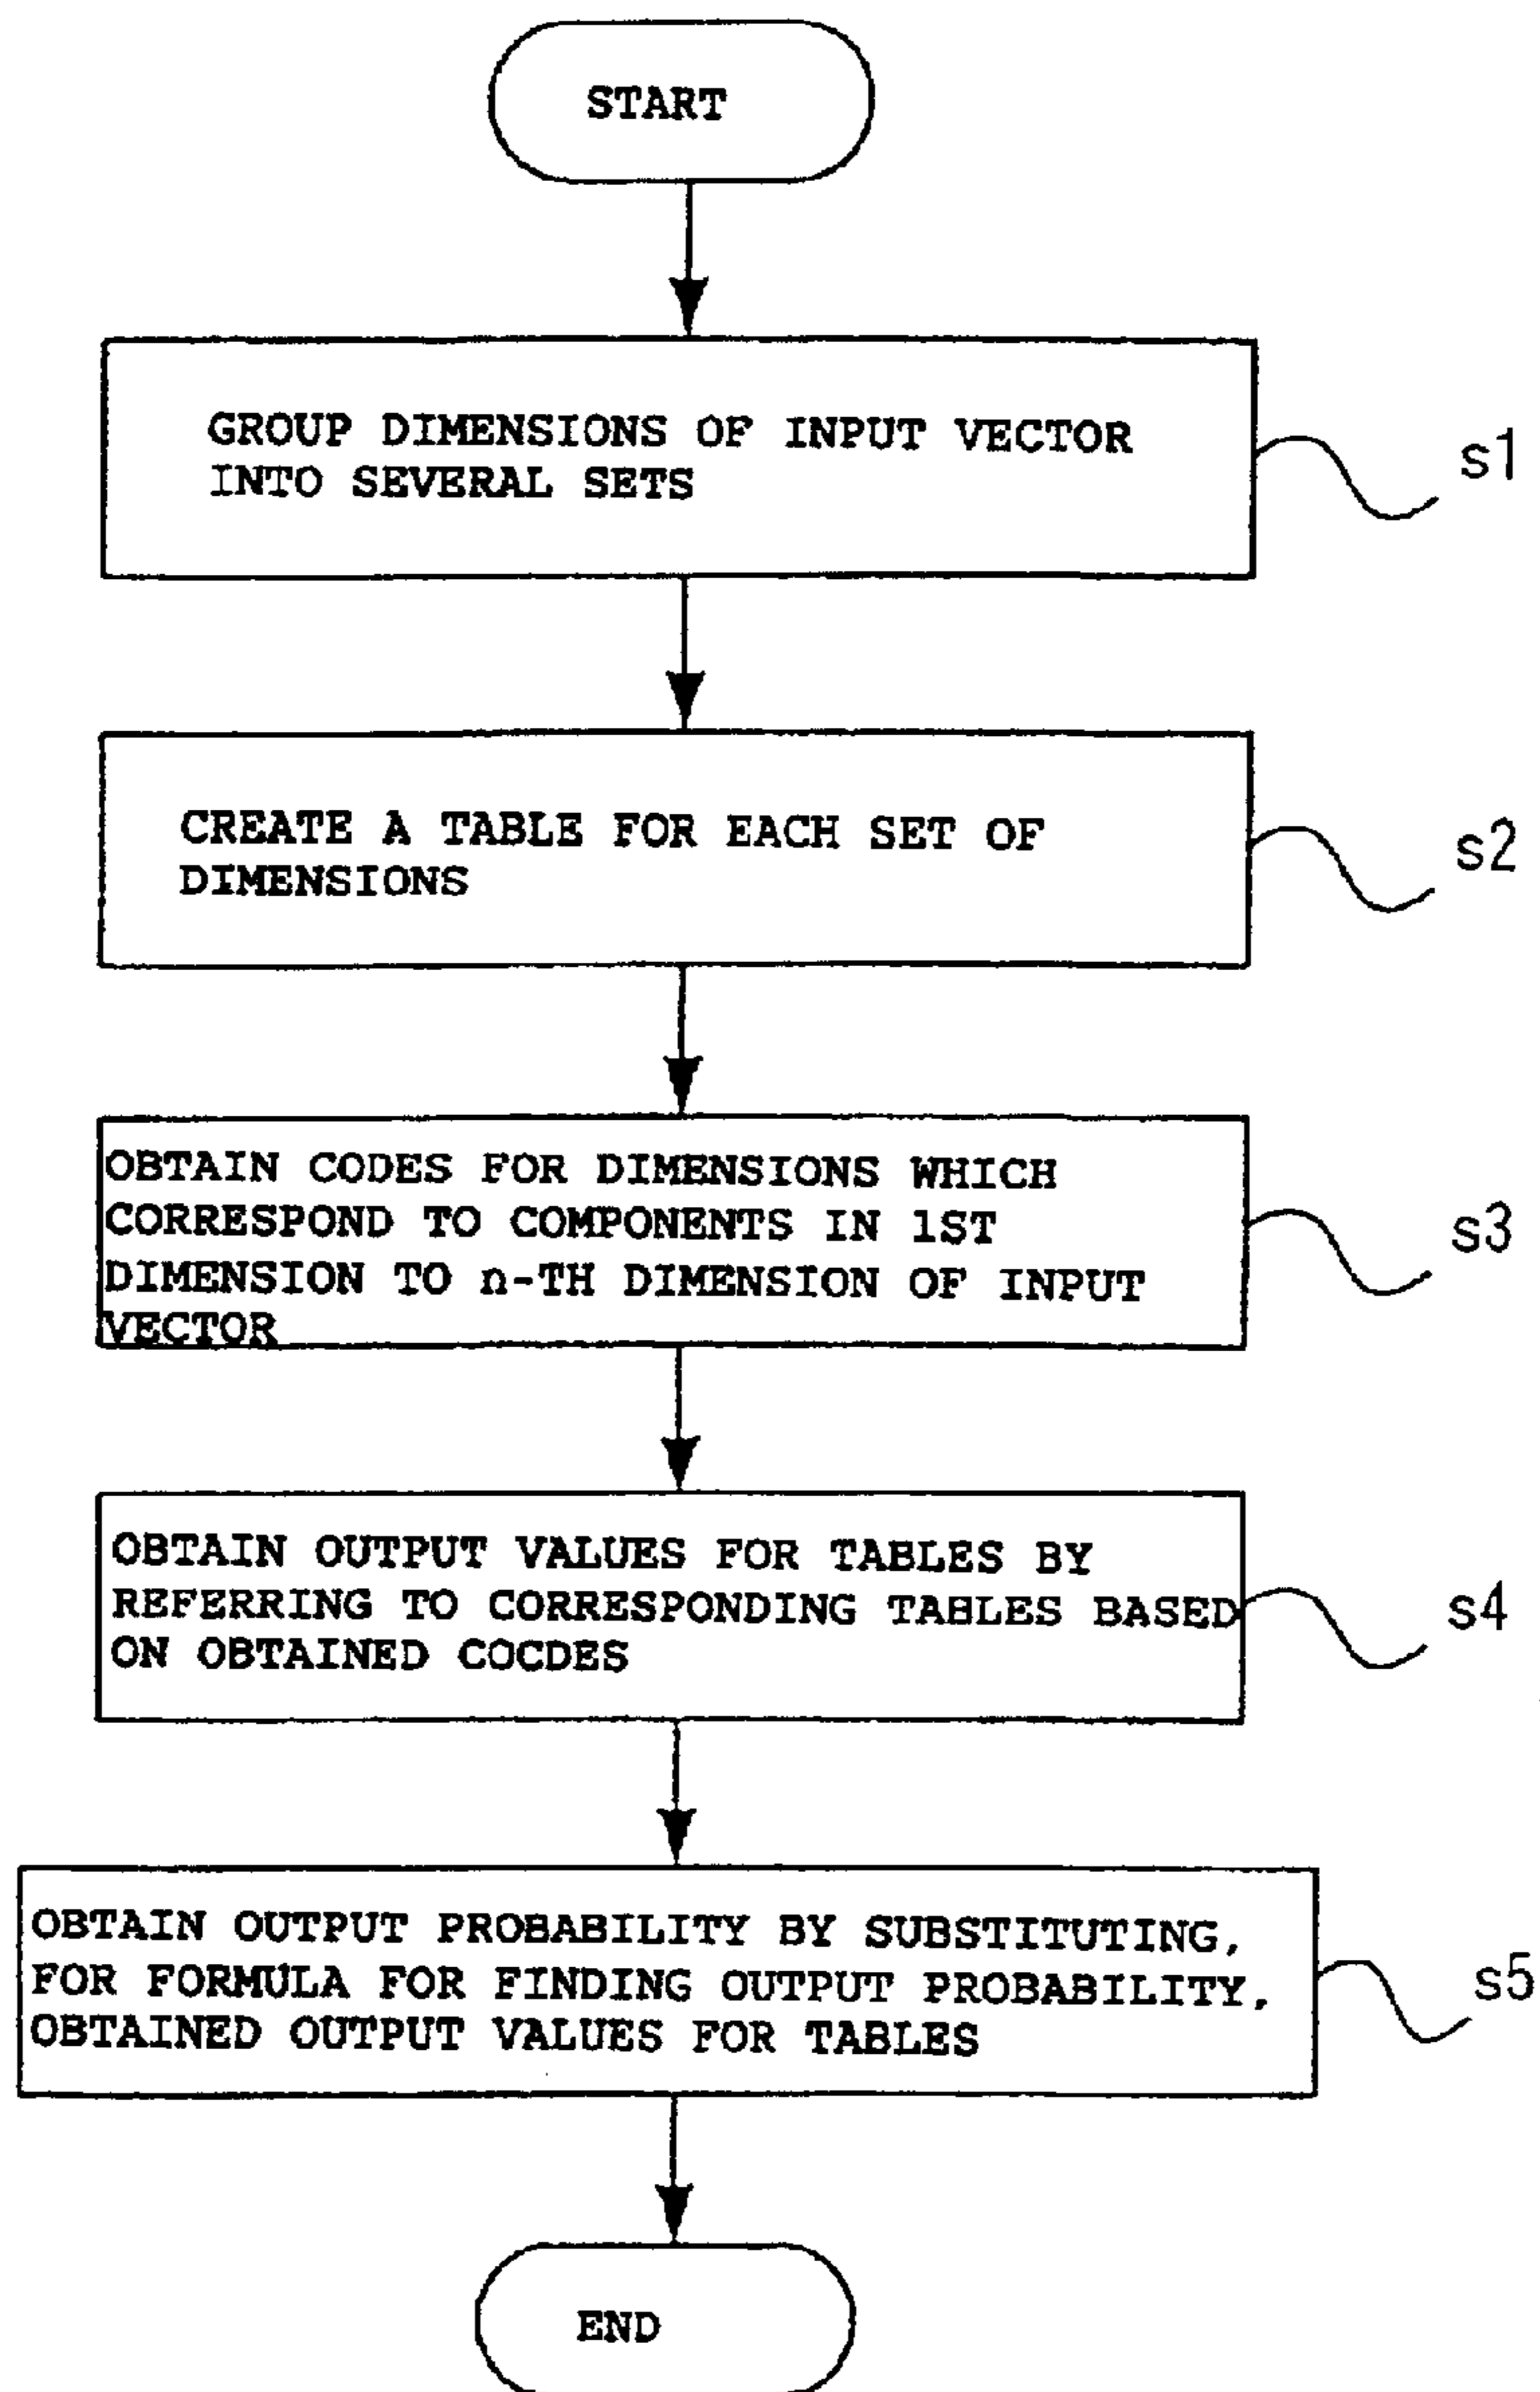 START
GROUP DIMENSIONS OF INPUT VECTOR
INTO SEVERAL SETS
s1
CREATE A TABLE FOR EACH SET OF
DIMENSIONS
s2
OBTAIN CODES FOR DIMENSIONS WHICH
CORRESPOND TO COMPONENTS IN 1ST
DIMENSION TO n-TH DIMENSION OF INPUT
VECTOR
s3
OBTAIN OUTPUT VALUES FOR TABLES BY
REFERRING TO CORRESPONDING TABLES BASED
ON OBTAINED COCDES
s4
OBTAIN OUTPUT PROBABILITY BY SUBSTITUTING,
FOR FORMULA FOR FINDING OUTPUT PROBABILITY,
OBTAINED OUTPUT VALUES FOR TABLES
s5
END